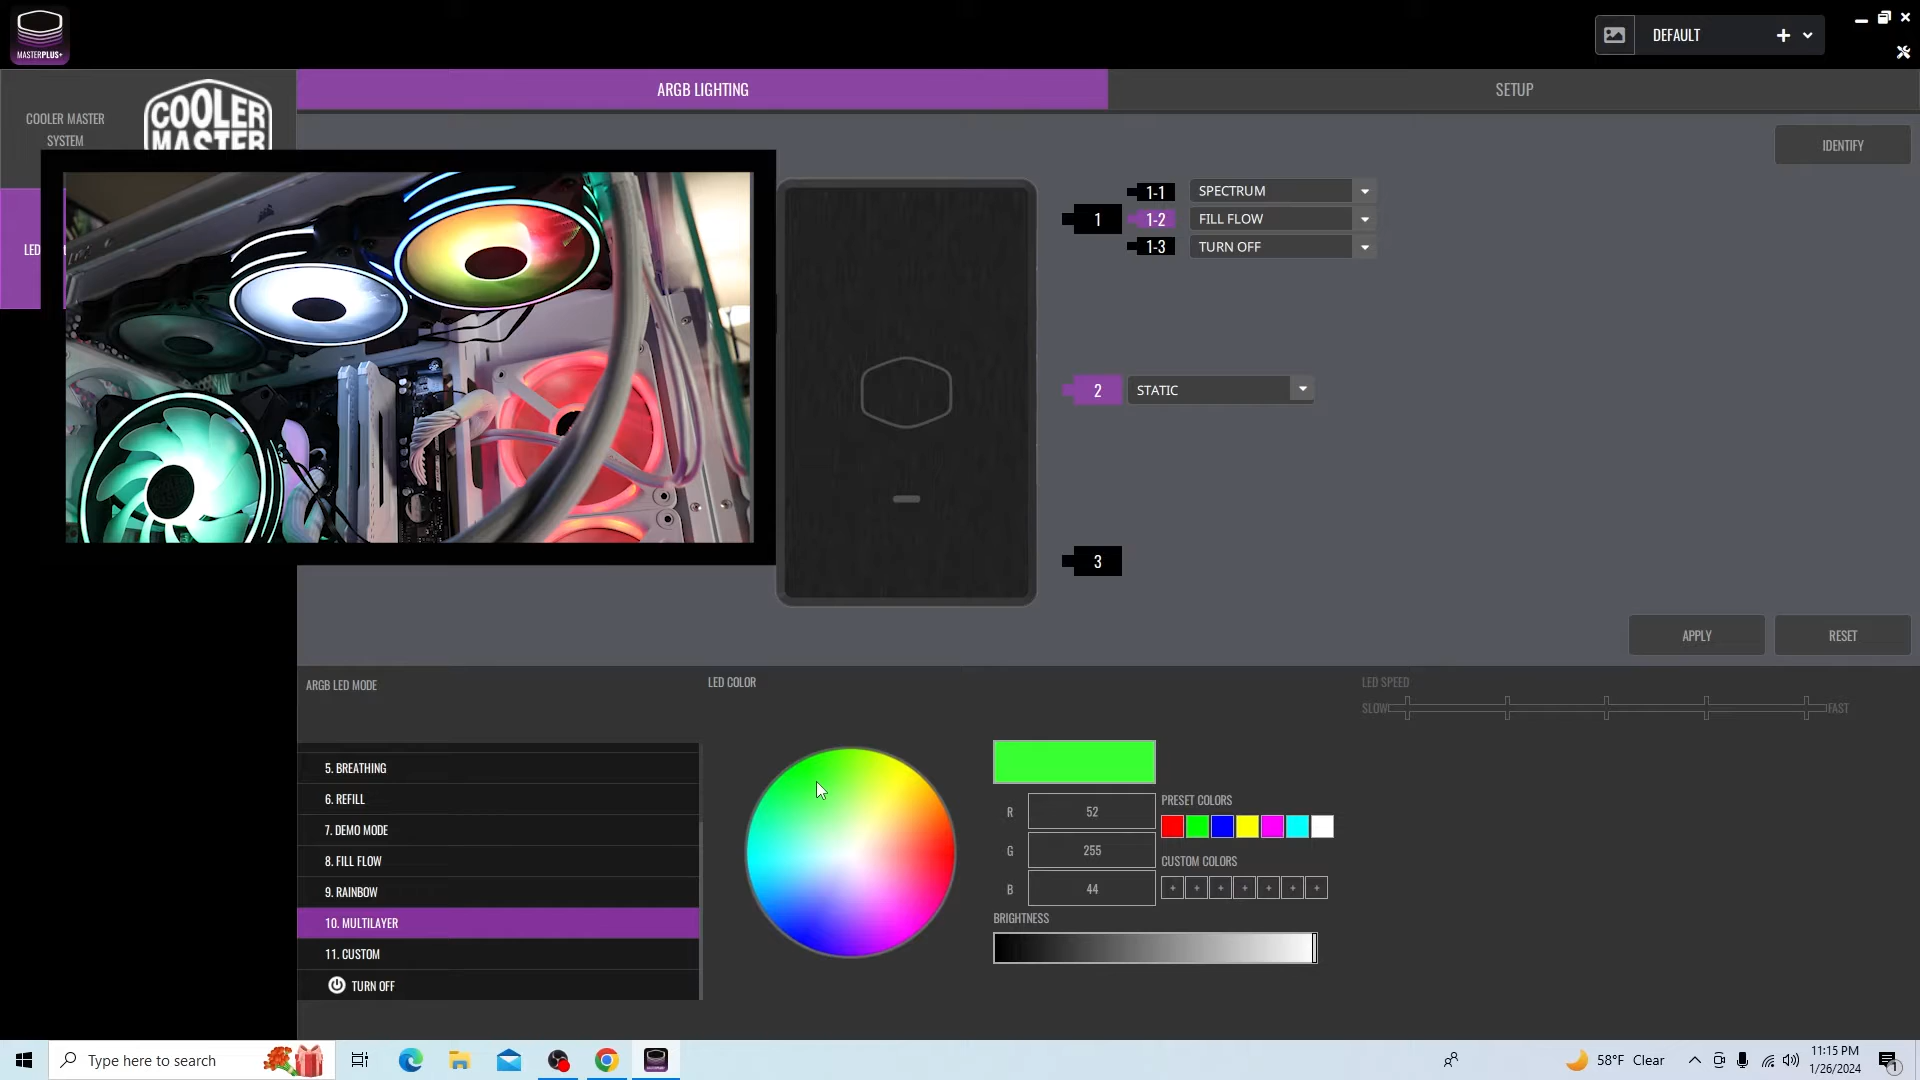 MASTERPLUS+
DEFAULT
COOLER MASTER
SYSTEM
COOLER
MASTER
ARGB LIGHTING
SETUP
IDENTIFY
LED
1
1-1
SPECTRUM
1-2
FILL FLOW
1-3
TURN OFF
2
STATIC
3
APPLY
RESET
ARGB LED MODE
5. BREATHING
6. REFILL
7. DEMO MODE
8. FILL FLOW
9. RAINBOW
10. MULTILAYER
11. CUSTOM
TURN OFF
LED COLOR
R
52
G
255
B
44
PRESET COLORS
CUSTOM COLORS
+ + + + + + +
BRIGHTNESS
LED SPEED
SLOW
FAST
Type here to search
58°F Clear
11:15 PM
1/26/2024
1